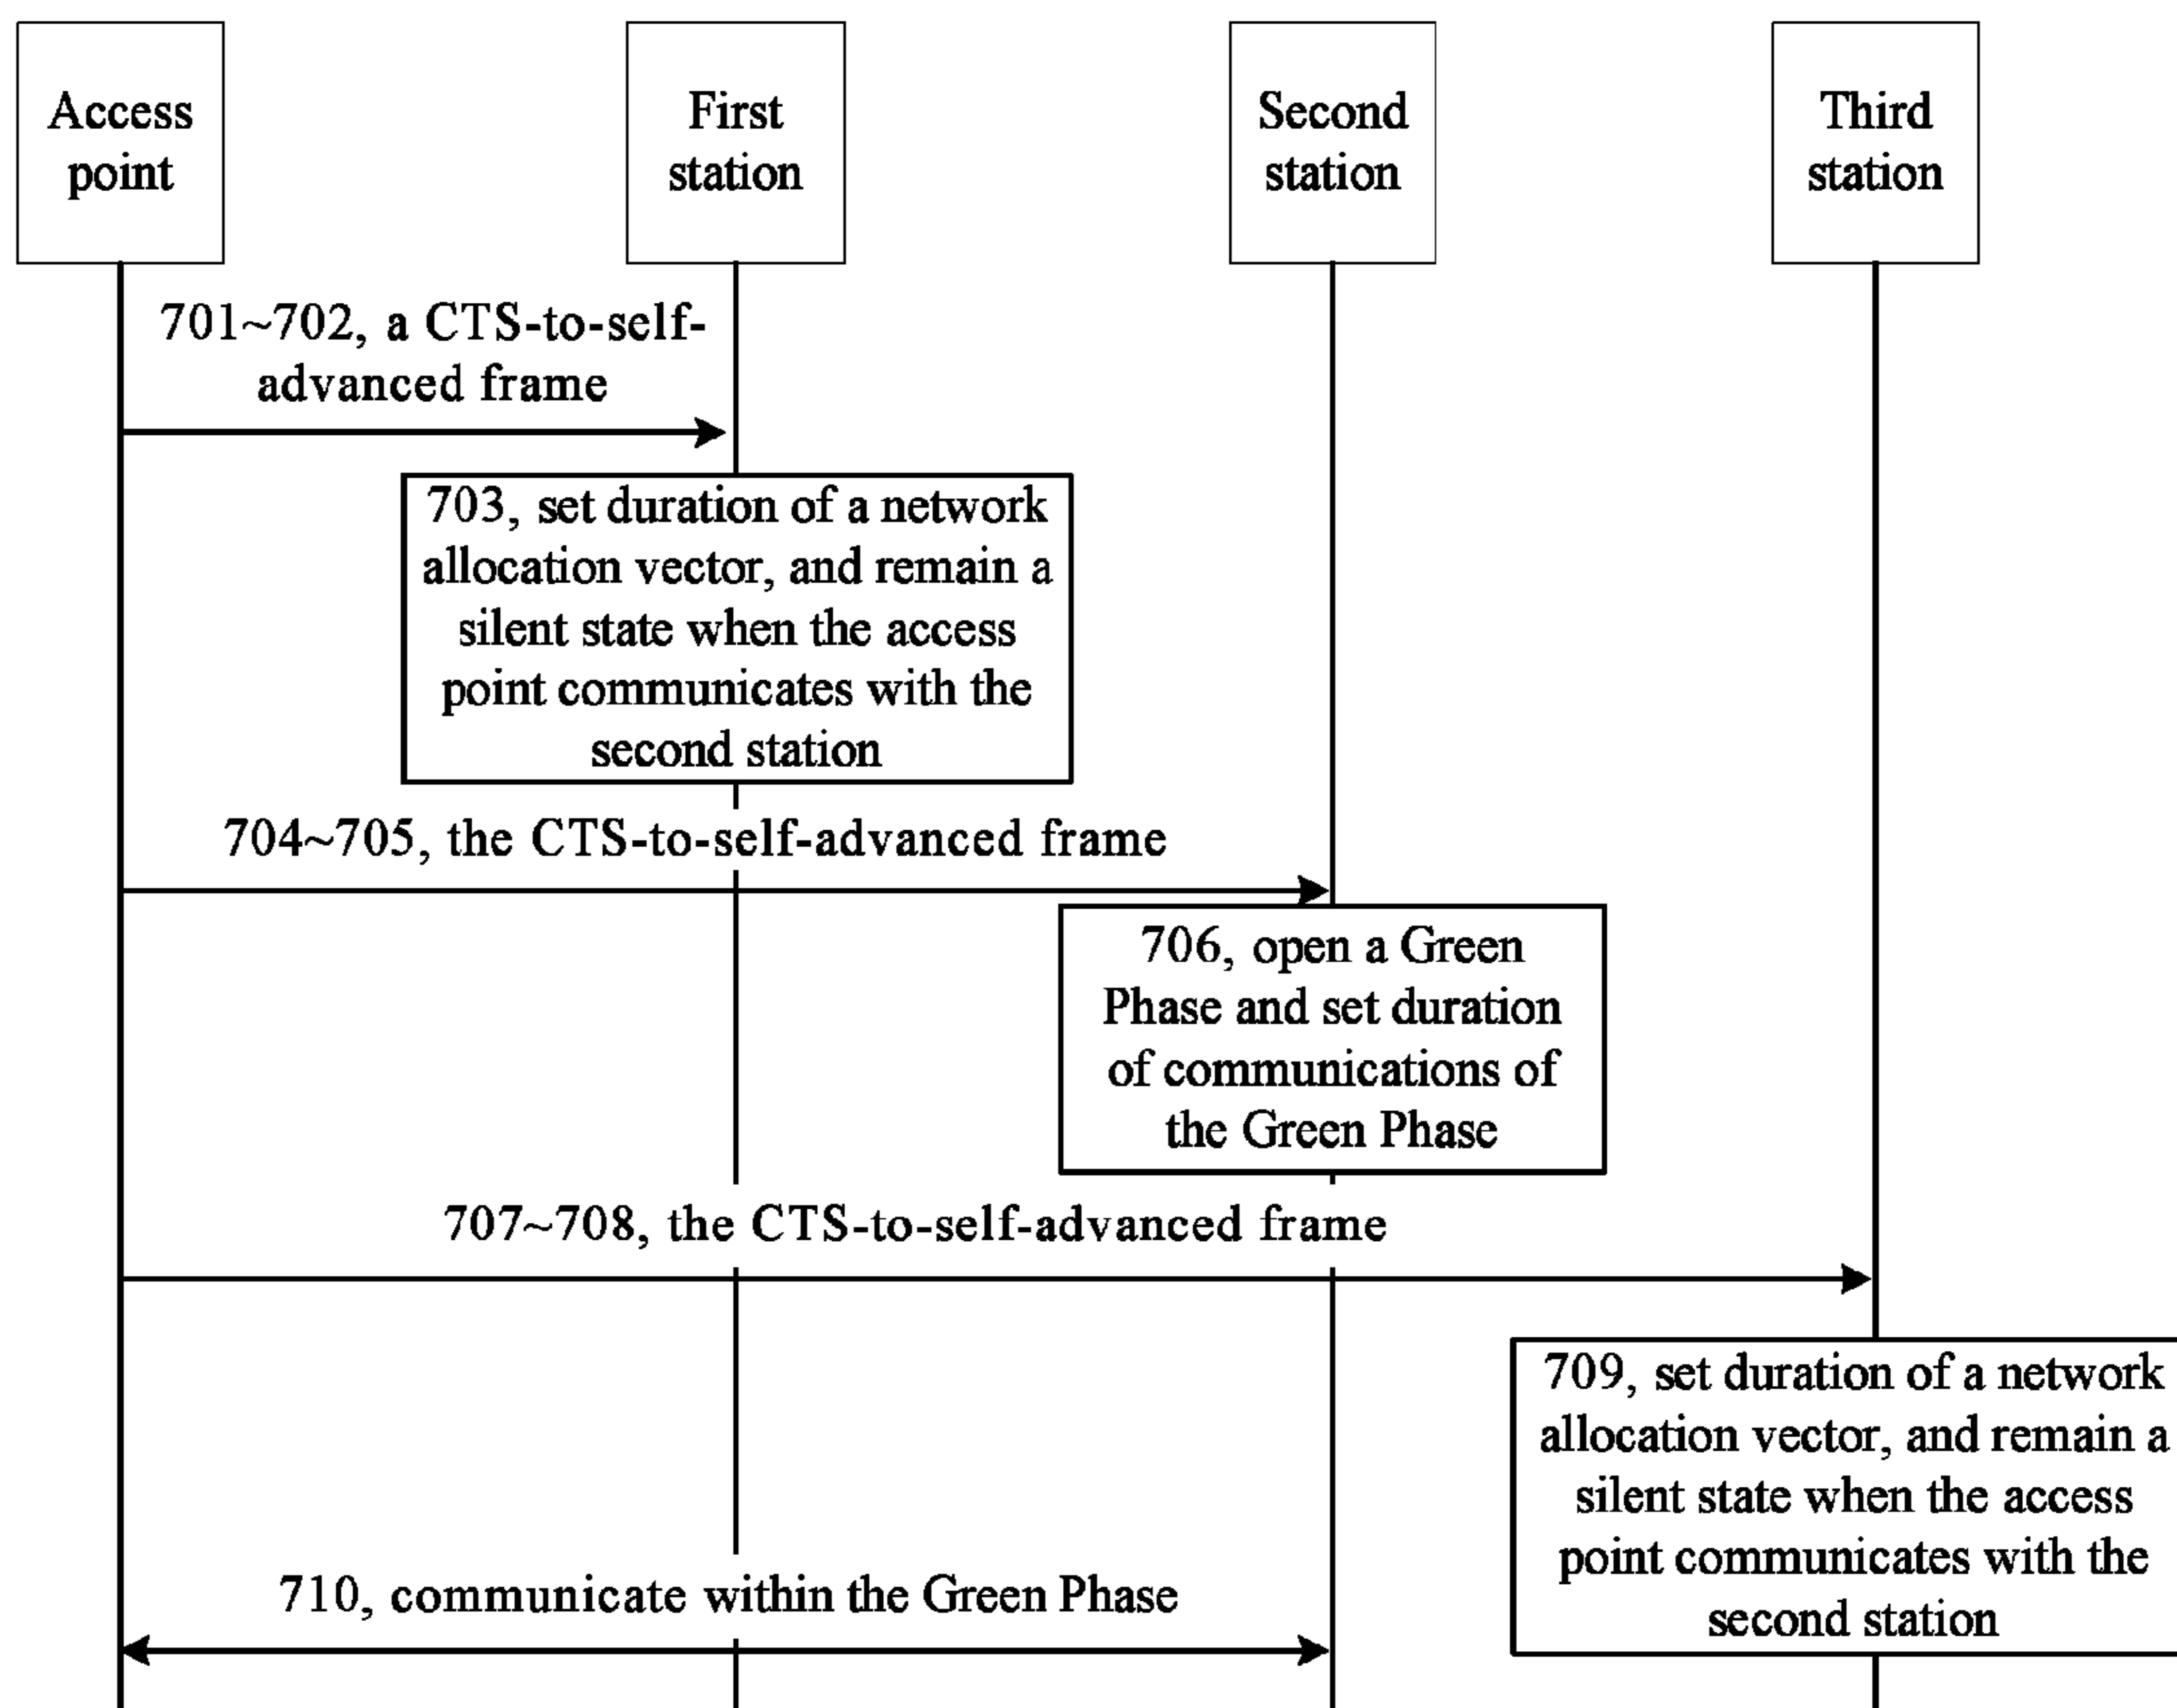 Access
point
First
station
Second
station
Third
station
701~702, a CTS-to-self-
advanced frame
703, set duration of a network
allocation vector, and remain a
silent state when the access
point communicates with the
second station
704~705, the CTS-to-self-advanced frame
706, open a Green
Phase and set duration
of communications of
the Green Phase
707~708, the CTS-to-self-advanced frame
709, set duration of a network
allocation vector, and remain a
silent state when the access
point communicates with the
second station
710, communicate within the Green Phase